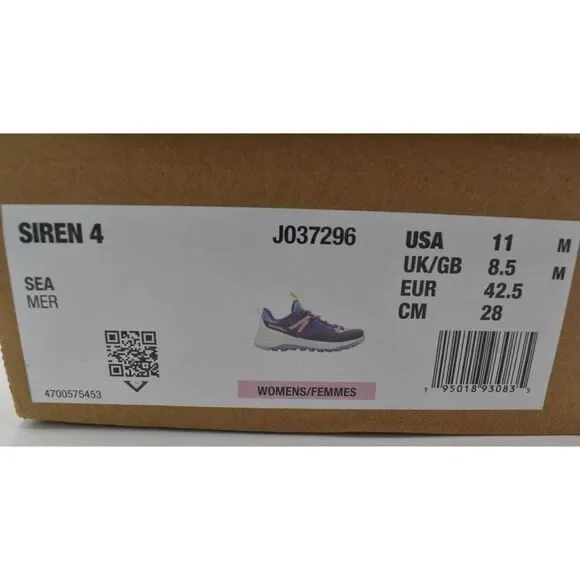 SIREN 4
J037296
SEA
MER
4700575453
WOMENS/FEMMES
USA 11 M
UK/GB 8.5 M
EUR 42.5
CM 28
1 95018 93083 5